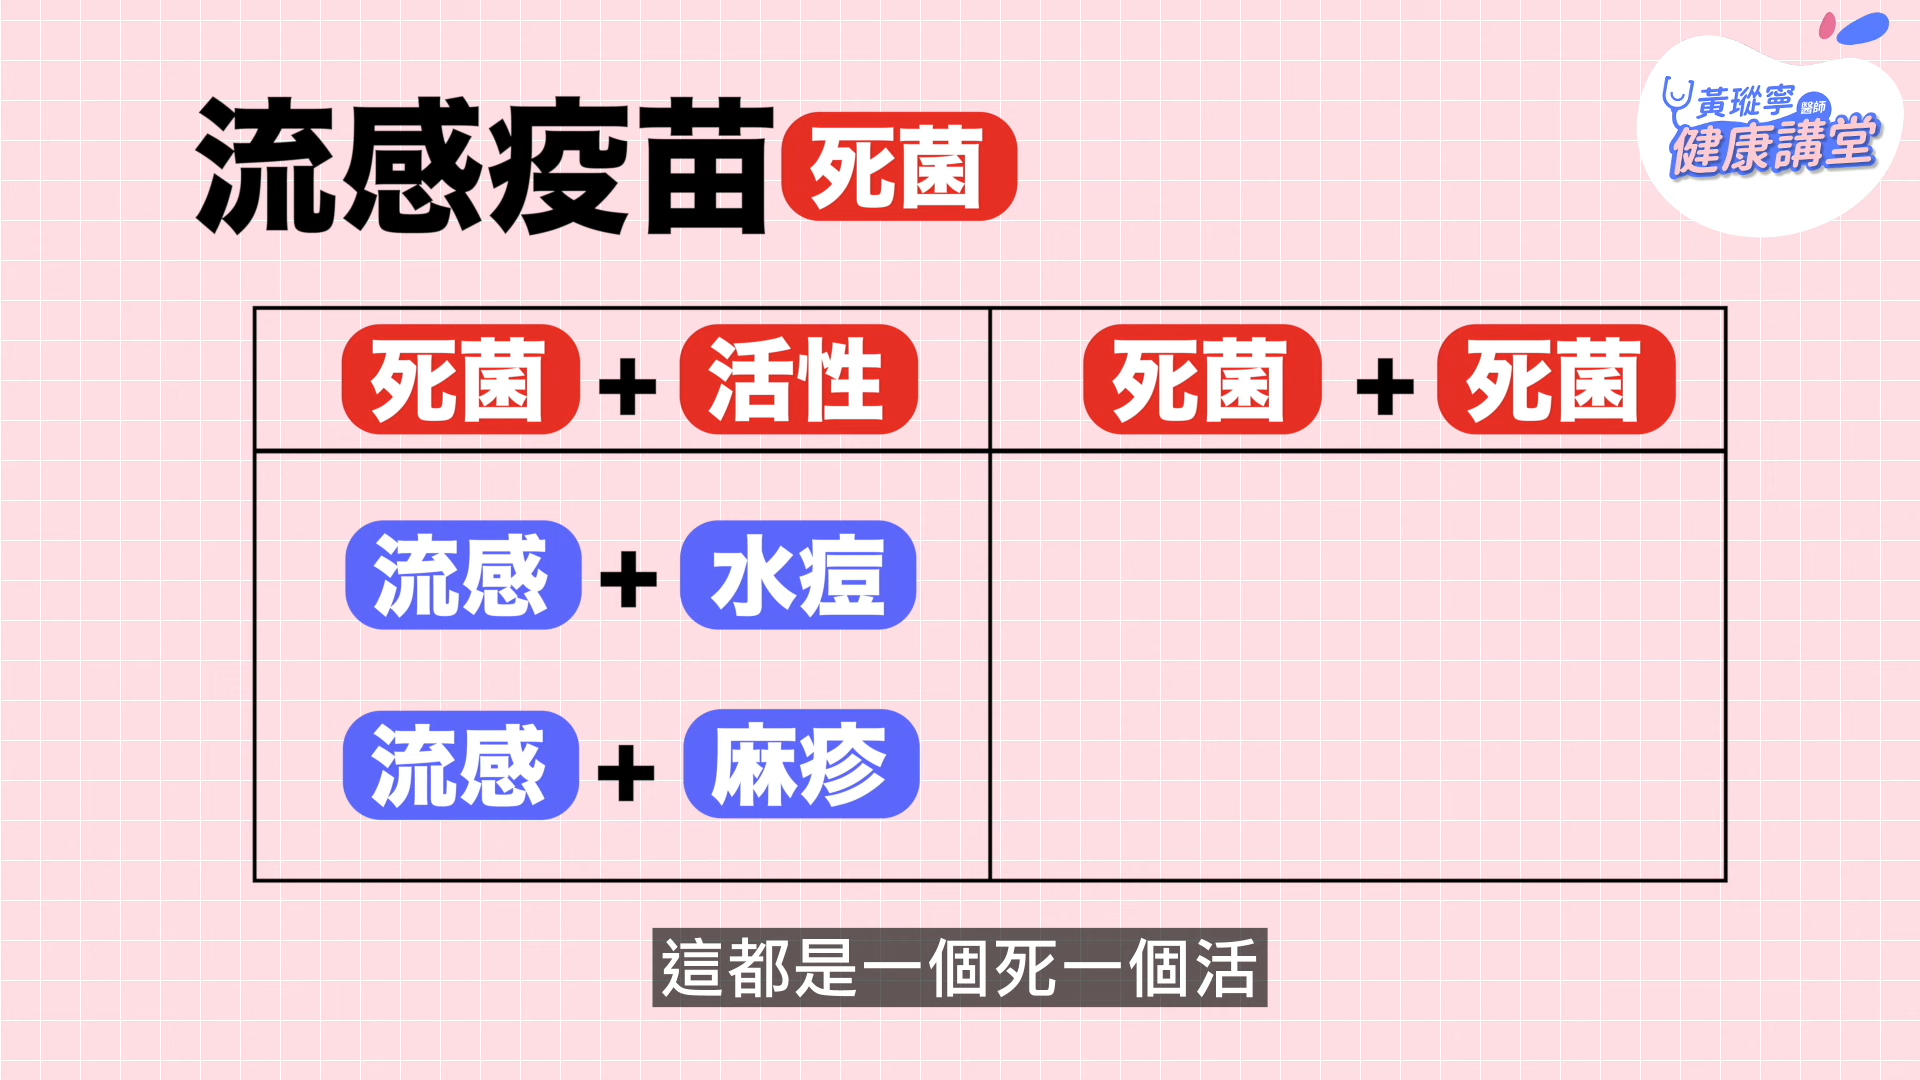 流感疫苗 死菌
黃瑽寧醫師
健康講堂
死菌 + 活性
死菌 + 死菌
流感 + 水痘
流感 + 麻疹
這都是一個死一個活